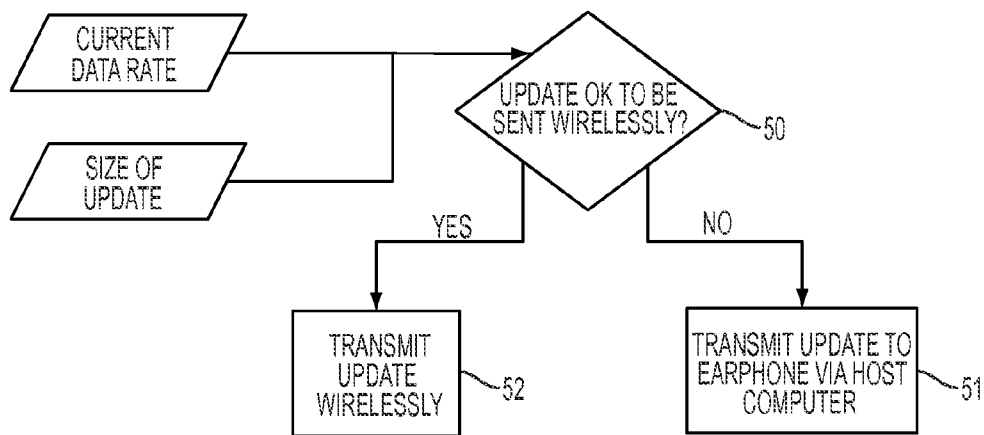 CURRENT
DATA RATE
SIZE OF
UPDATE
UPDATE OK TO BE
SENT WIRELESSLY?
50
YES
NO
TRANSMIT
UPDATE
WIRELESSLY
52
TRANSMIT UPDATE TO
EARPHONE VIA HOST
COMPUTER
51